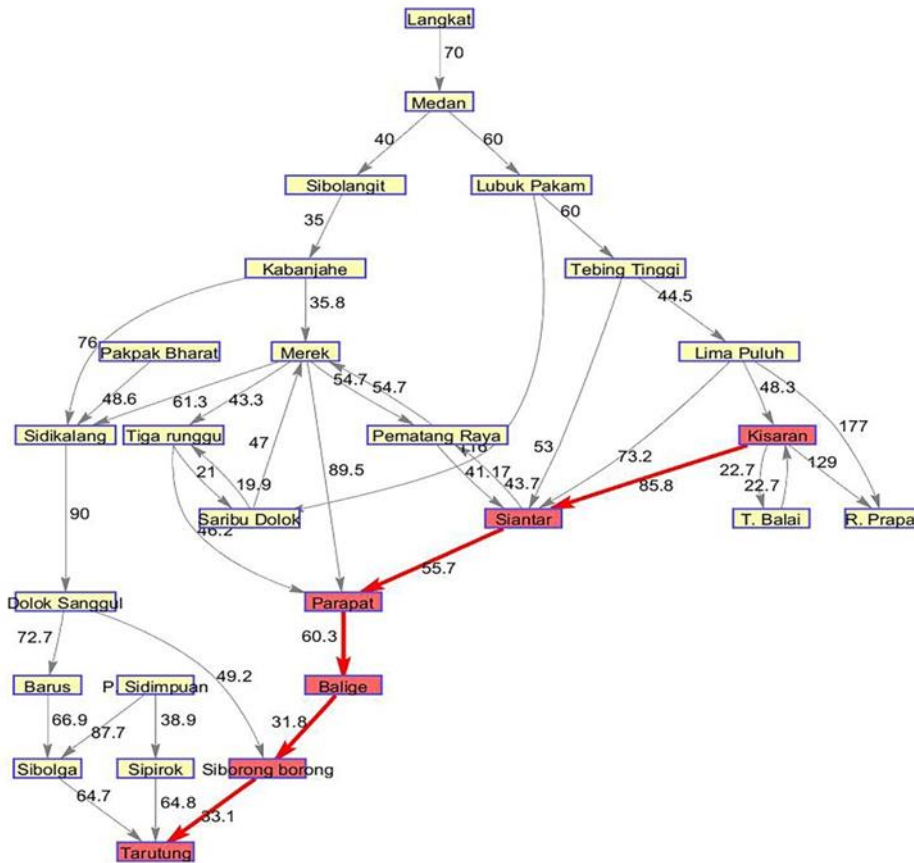 Langkat
70
Medan
40
60
Sibolangit
Lubuk Pakam
35
60
Kabanjahe
Tebing Tinggi
35.8
44.5
76
Pakpak Bharat
Merek
Lima Puluh
48.6
61.3
43.3
54.7
54.7
48.3
177
Sidikalang
Tiga runggu
Pematang Raya
Kisaran
47
89.5
116
53
73.2
21
19.9
41.17
43.7
85.8
22.7
22.7
129
Saribu Dolok
Siantar
T. Balai
R. Prapa
90
46.2
55.7
Dolok Sanggul
Parapat
72.7
49.2
60.3
Barus
P. Sidimpuan
Balige
66.9
87.7
38.9
31.8
Sibolga
Sipirok
Siborong borong
64.7
64.8
33.1
Tarutung